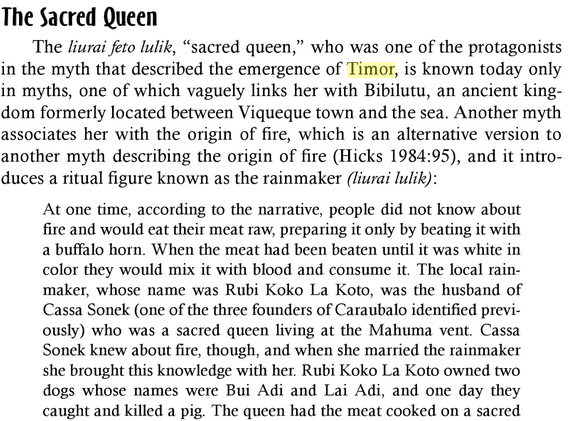 The Sacred Queen
The liurai feto lulik, “sacred queen,” who was one of the protagonists
in the myth that described the emergence of Timor, is known today only
in myths, one of which vaguely links her with Bibilutu, an ancient king-
dom formerly located between Viqueque town and the sea. Another myth
associates her with the origin of fire, which is an alternative version to
another myth describing the origin of fire (Hicks 1984:95), and it intro-
duces a ritual figure known as the rainmaker (liurai lulik):
At one time, according to the narrative, people did not know about
fire and would eat their meat raw, preparing it only by beating it with
a buffalo horn. When the meat had been beaten until it was white in
color they would mix it with blood and consume it. The local rain-
maker, whose name was Rubi Koko La Koto, was the husband of
Cassa Sonek (one of the three founders of Caraubalo identified previ-
ously) who was a sacred queen living at the Mahuma vent. Cassa
Sonek knew about fire, though, and when she married the rainmaker
she brought this knowledge with her. Rubi Koko La Koto owned two
dogs whose names were Bui Adi and Lai Adi, and one day they
caught and killed a pig. The queen had the meat cooked on a sacred